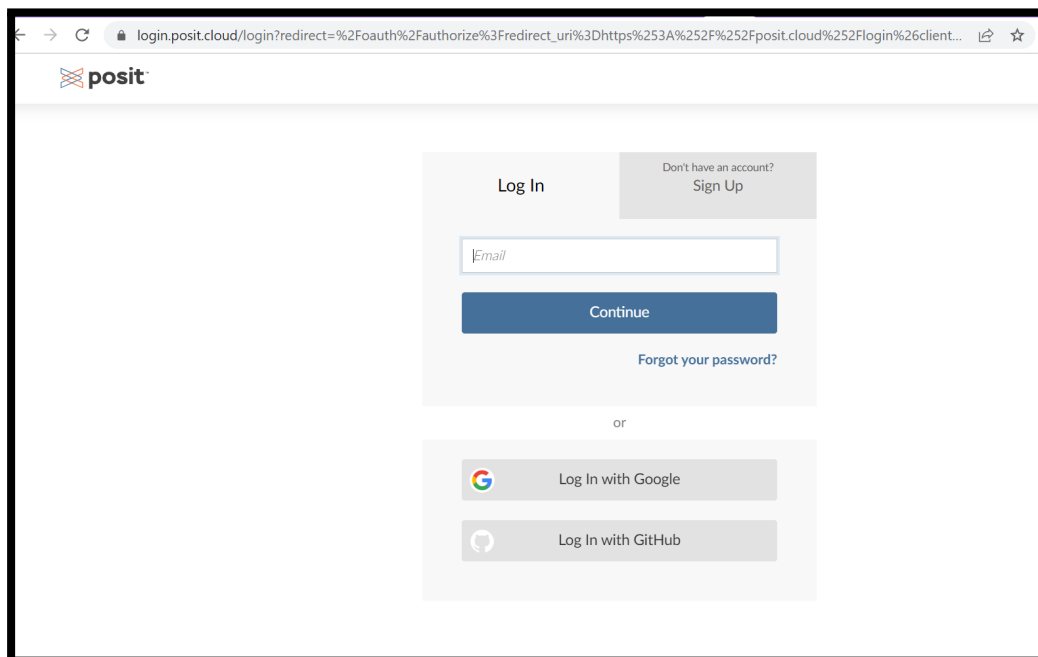 login.posit.cloud/login?redirect=%2Foauth%2Fauthorize%3Fredirect_uri%3Dhttps%253A%252F%252Fposit.cloud%252Flogin%26client...
posit
Log In
Don't have an account?
Sign Up
Email
Continue
Forgot your password?
or
Log In with Google
Log In with GitHub